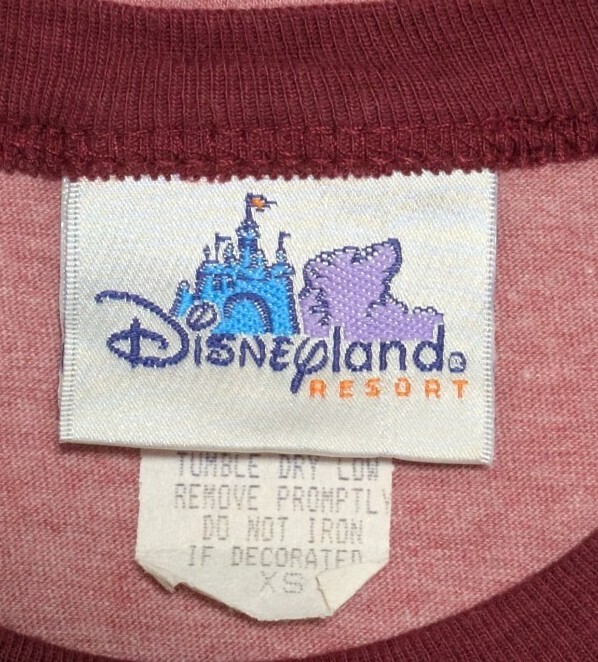 Disneyland®
RESORT
TUMBLE DRY LOW
REMOVE PROMPTLY
DO NOT IRON
IF DECORATED
XS